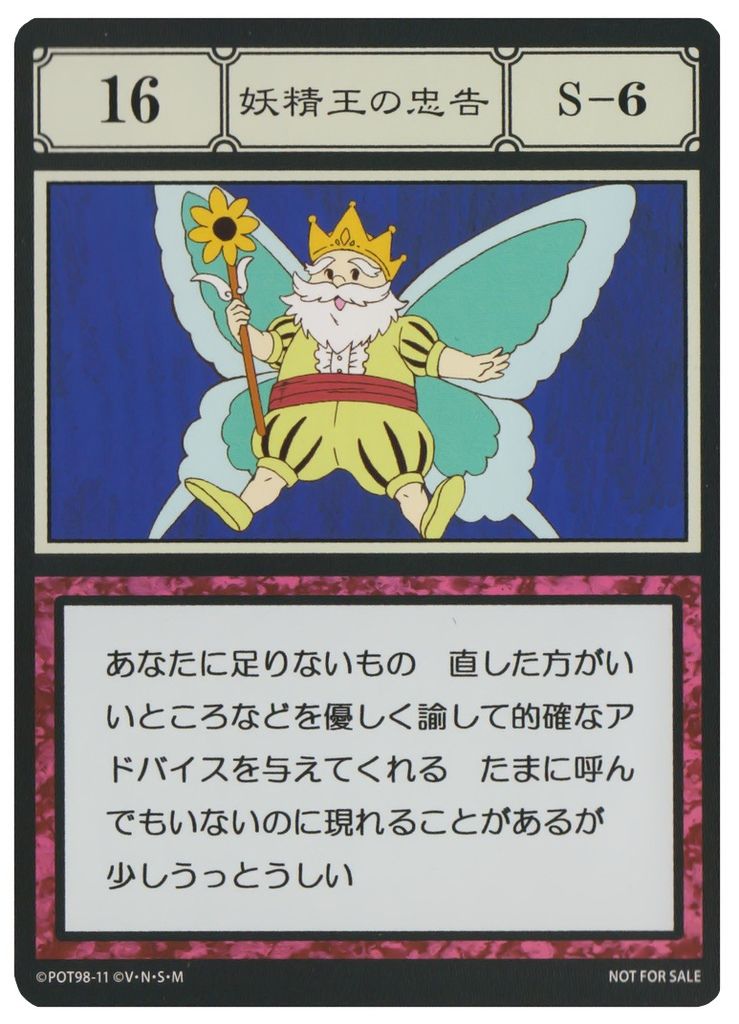 16
妖精王の忠告
S-6
あなたに足りないもの　直した方がい
いところなどを優しく諭して的確なア
ドバイスを与えてくれる　たまに呼ん
でもいないのに現れることがあるが
少しうっとうしい
©POT98-11 ©V･N･S･M
NOT FOR SALE